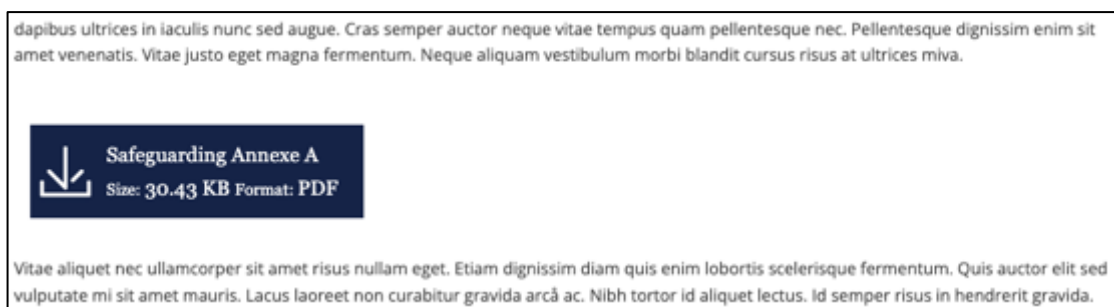 dapibus ultrices in iaculis nunc sed augue. Cras semper auctor neque vitae tempus quam pellentesque nec. Pellentesque dignissim enim sit
amet venenatis. Vitae justo eget magna fermentum. Neque aliquam vestibulum morbi blandit cursus risus at ultrices miva.
Safeguarding Annexe A
Size: 30.43 KB Format: PDF
Vitae aliquet nec ullamcorper sit amet risus nullam eget. Etiam dignissim diam quis enim lobortis scelerisque fermentum. Quis auctor elit sed
vulputate mi sit amet mauris. Lacus laoreet non curabitur gravida arcå ac. Nibh tortor id aliquet lectus. Id semper risus in hendrerit gravida.